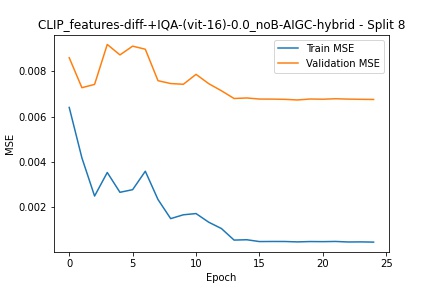 CLIP_features-diff-+IQA-(vit-16)-0.0_noB-AIGC-hybrid - Split 8
Train MSE
Validation MSE
0.008
0.006
0.004
0.002
MSE
0 5 10 15 20 25
Epoch